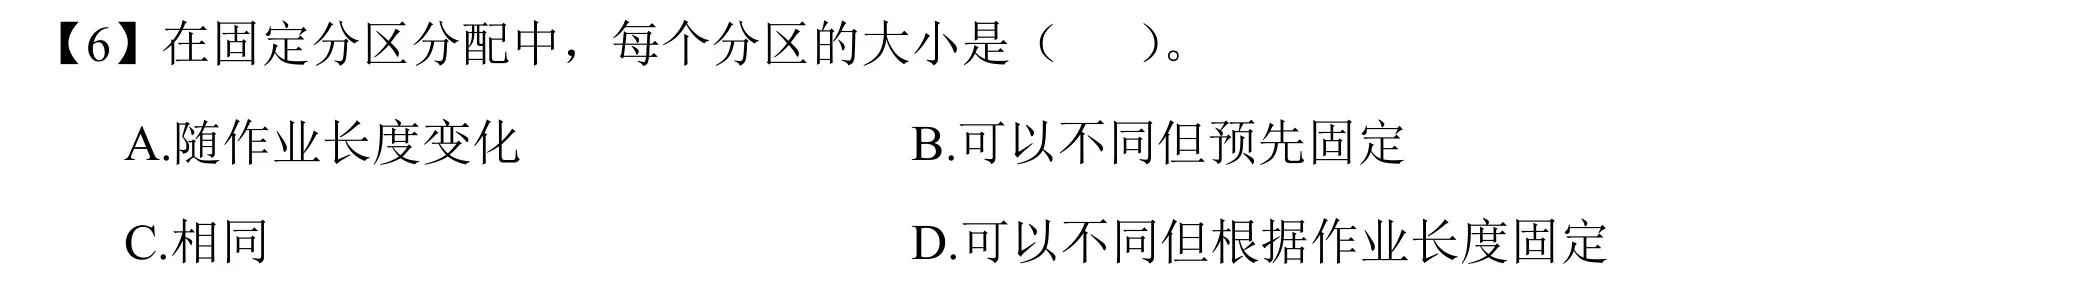 【6】在固定分区分配中，每个分区的大小是（　　）。
A.随作业长度变化　　B.可以不同但预先固定
C.相同　　D.可以不同但根据作业长度固定